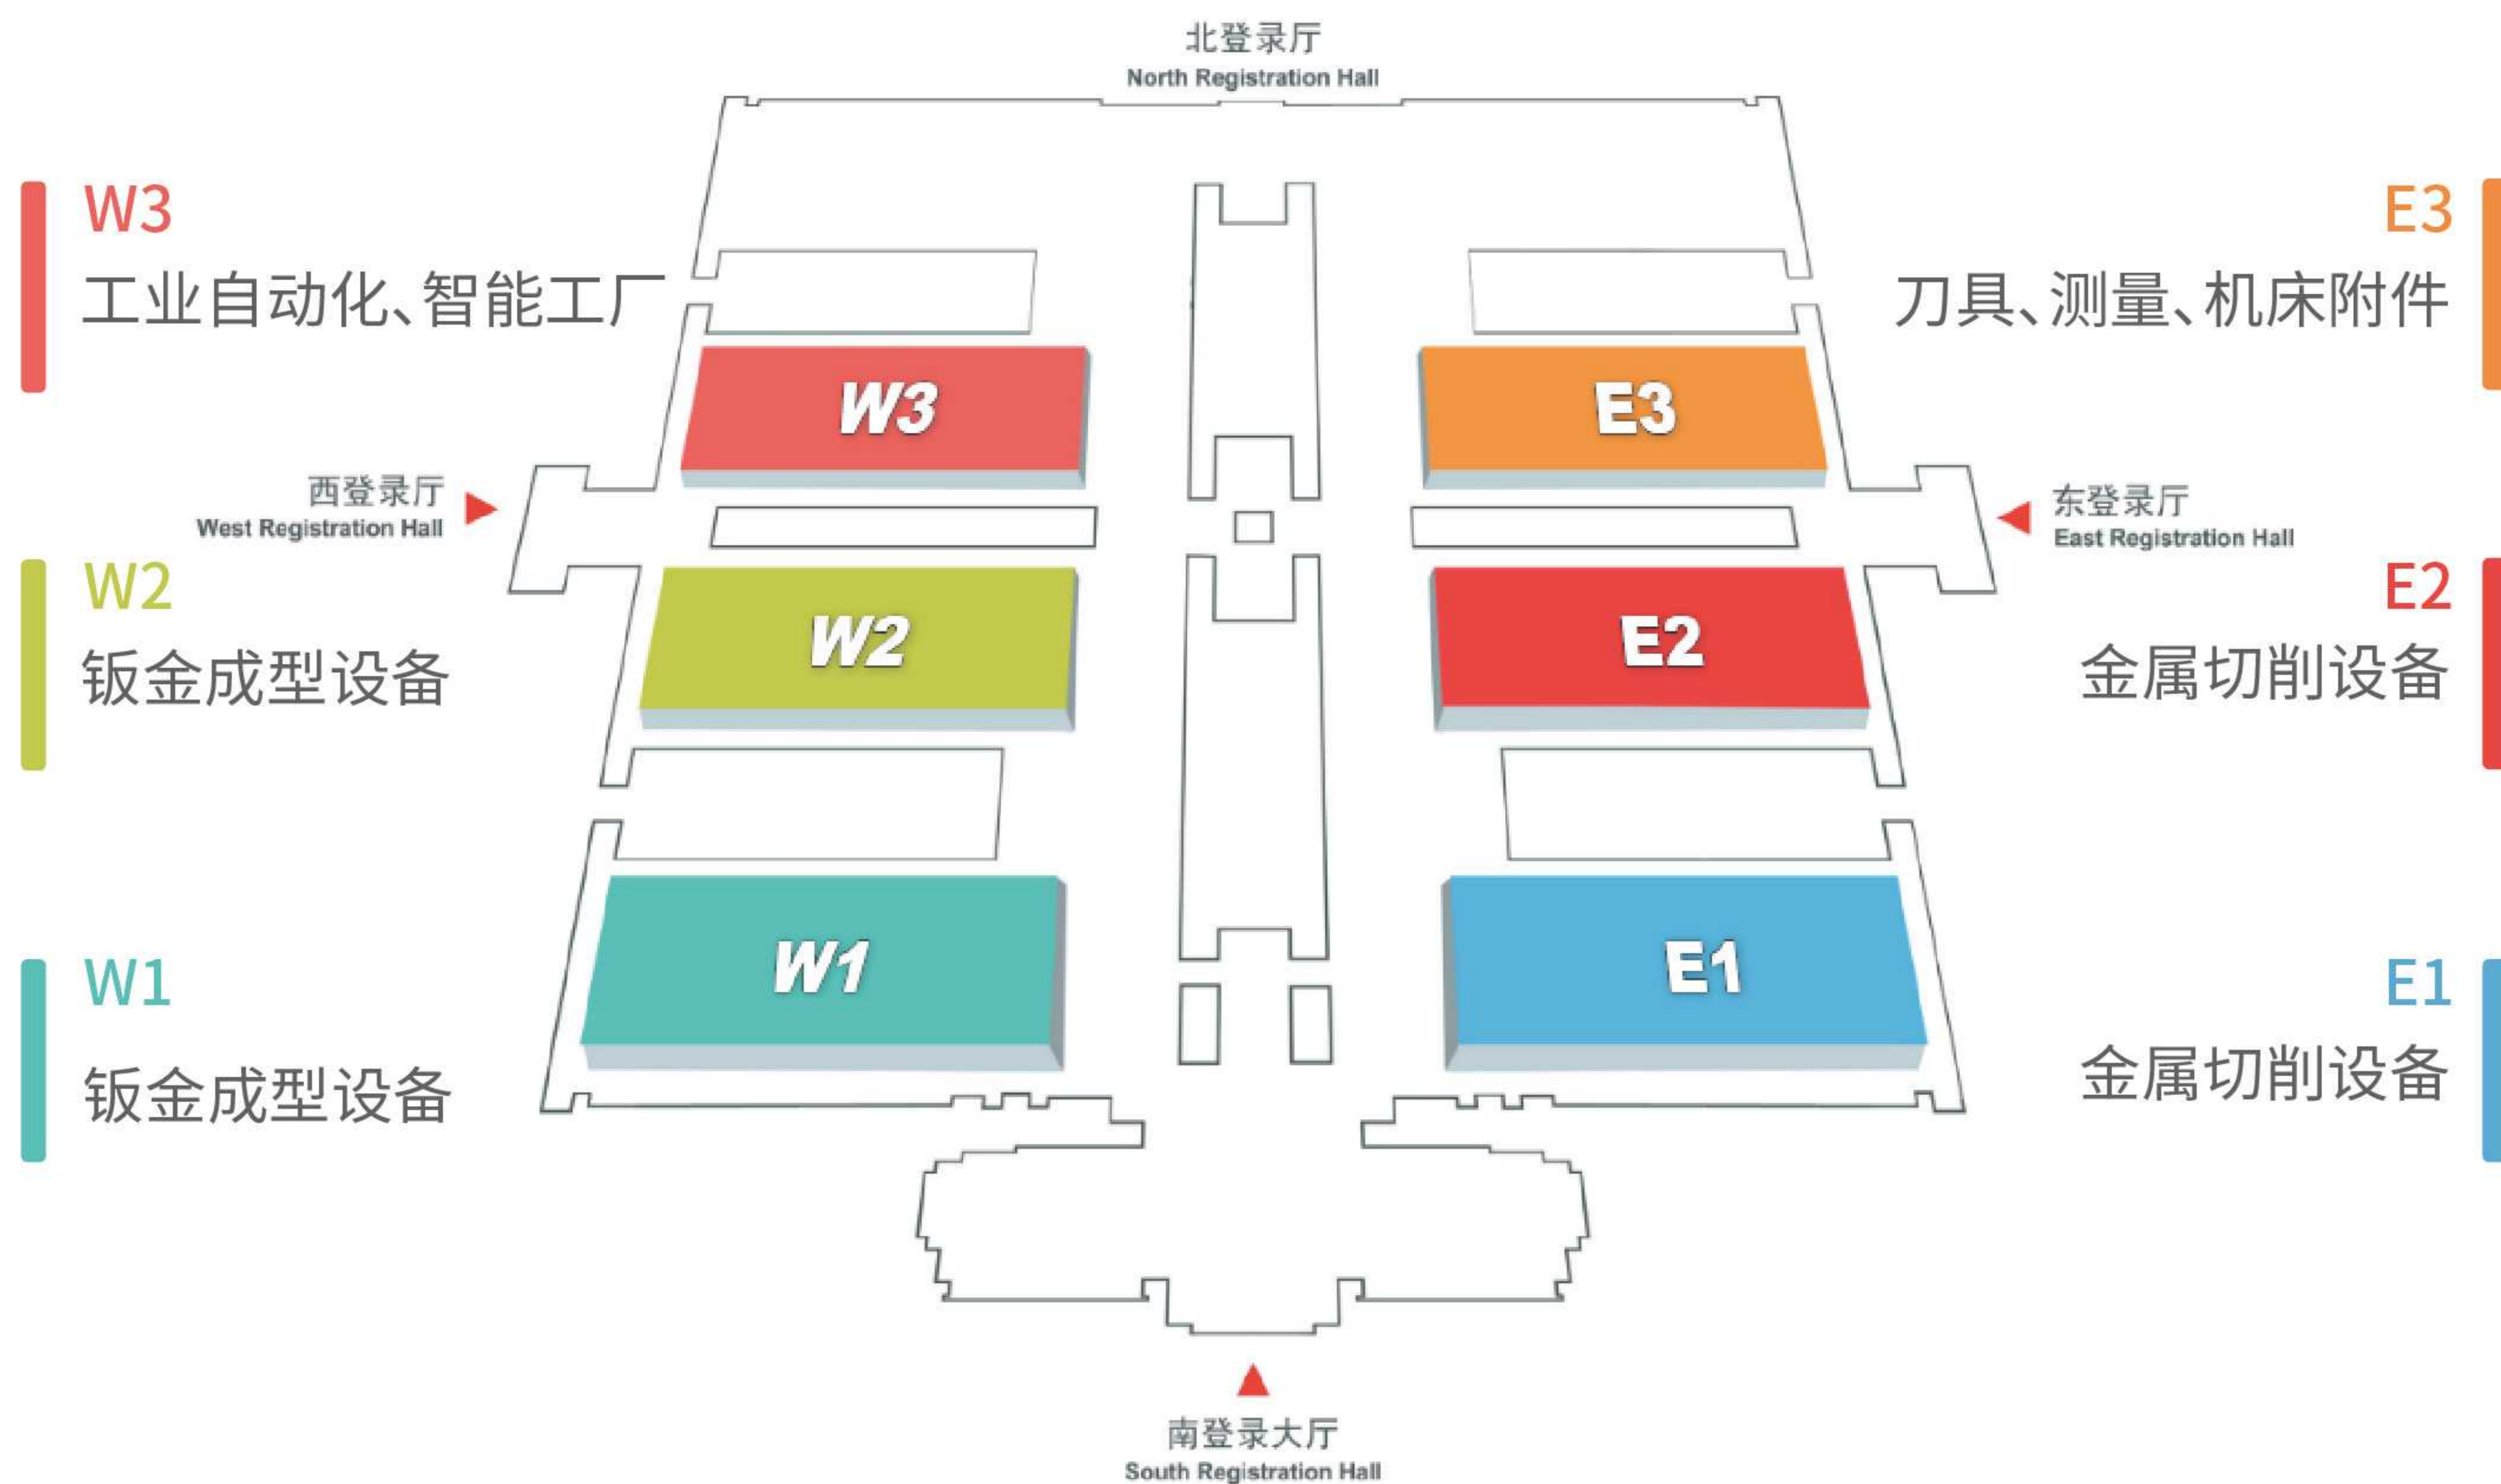 北登录厅
North Registration Hall
W3
工业自动化、智能工厂
E3
刀具、测量、机床附件
W3
E3
西登录厅
West Registration Hall
东登录厅
East Registration Hall
W2
钣金成型设备
E2
金属切削设备
W2
E2
W1
钣金成型设备
E1
金属切削设备
W1
E1
南登录大厅
South Registration Hall